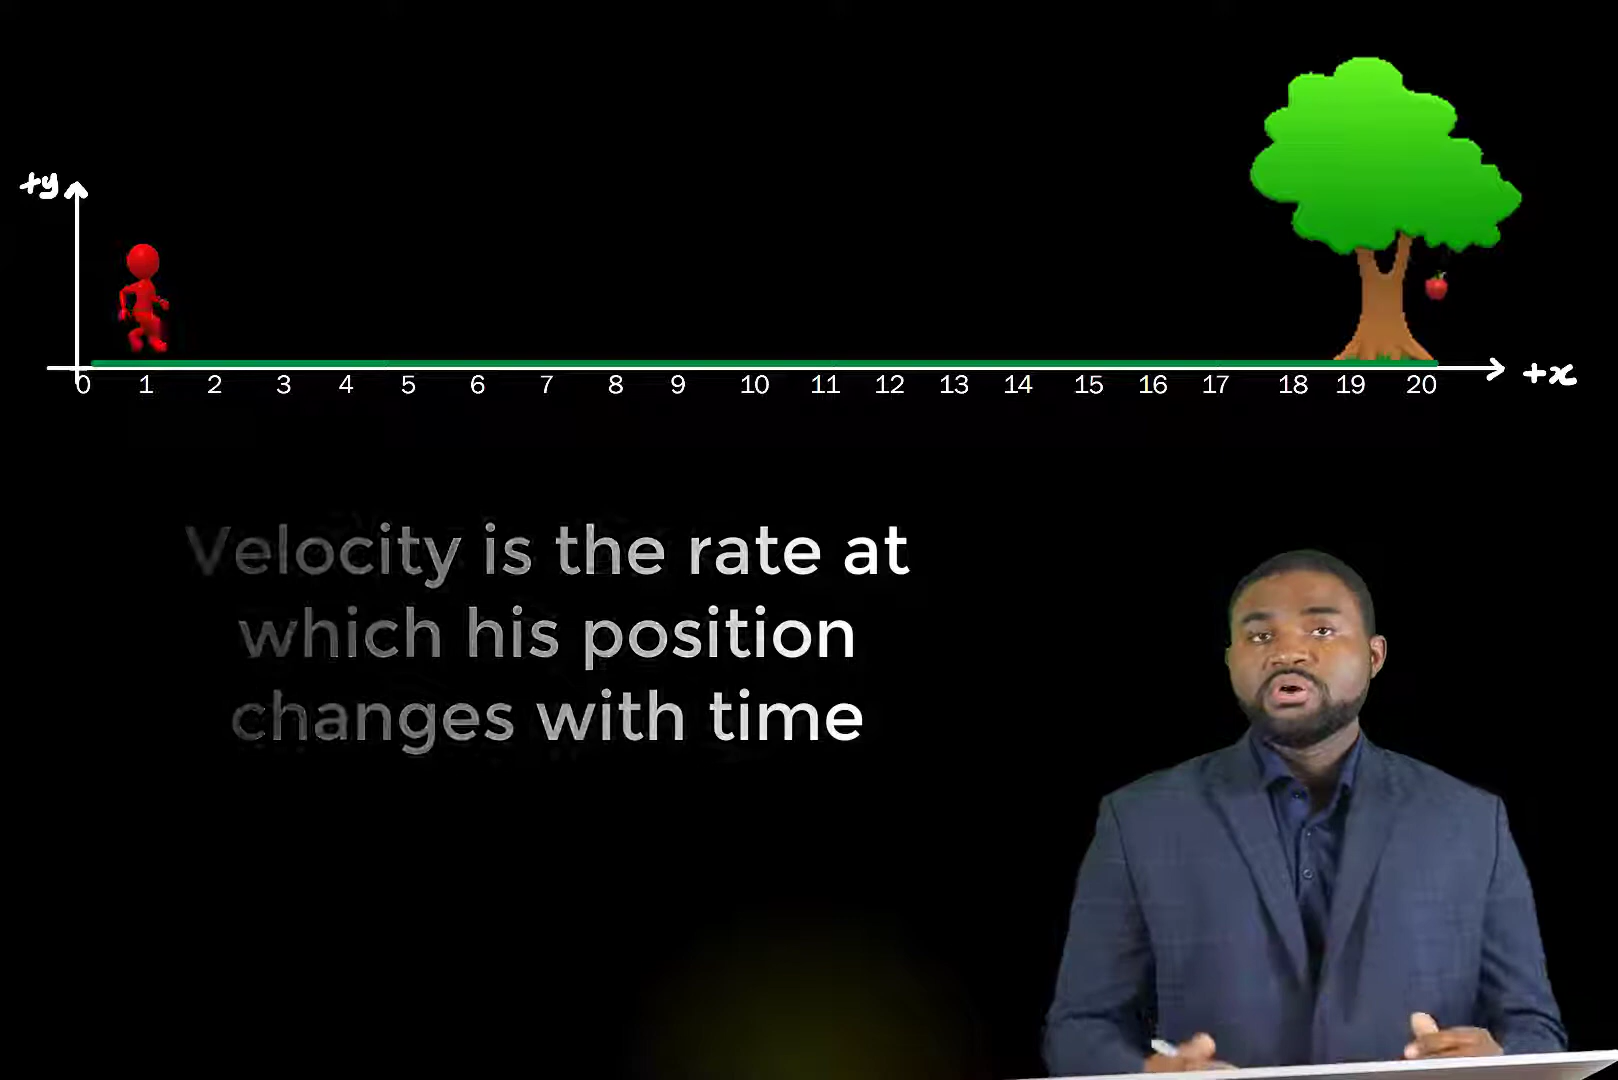 +y
0 1 2 3 4 5 6 7 8 9 10 11 12 13 14 15 16 17 18 19 20
+x
Velocity is the rate at
which his position
changes with time